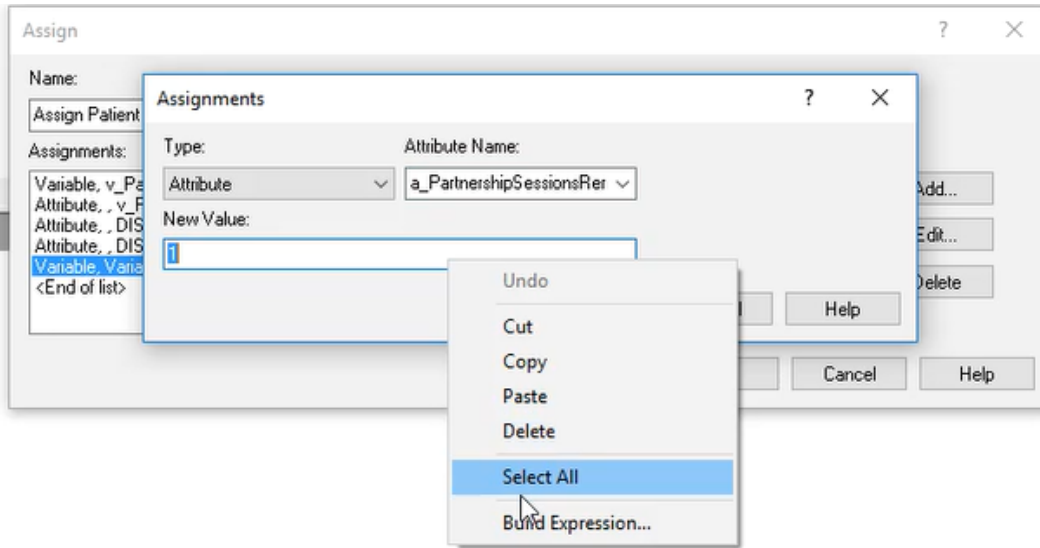 Assign ?
Name:
Assign Patient
Assignments:
Variable, v_Pa
Attribute, , v_F
Attribute, , DIS
Attribute, , DIS
Variable, Varia
<End of list>
Add...
Edit...
Delete
Cancel
Help
Assignments ?
Type:
Attribute Name:
Attribute
a_PartnershipSessionsRer
New Value:
1
Help
Undo
Cut
Copy
Paste
Delete
Select All
Build Expression...